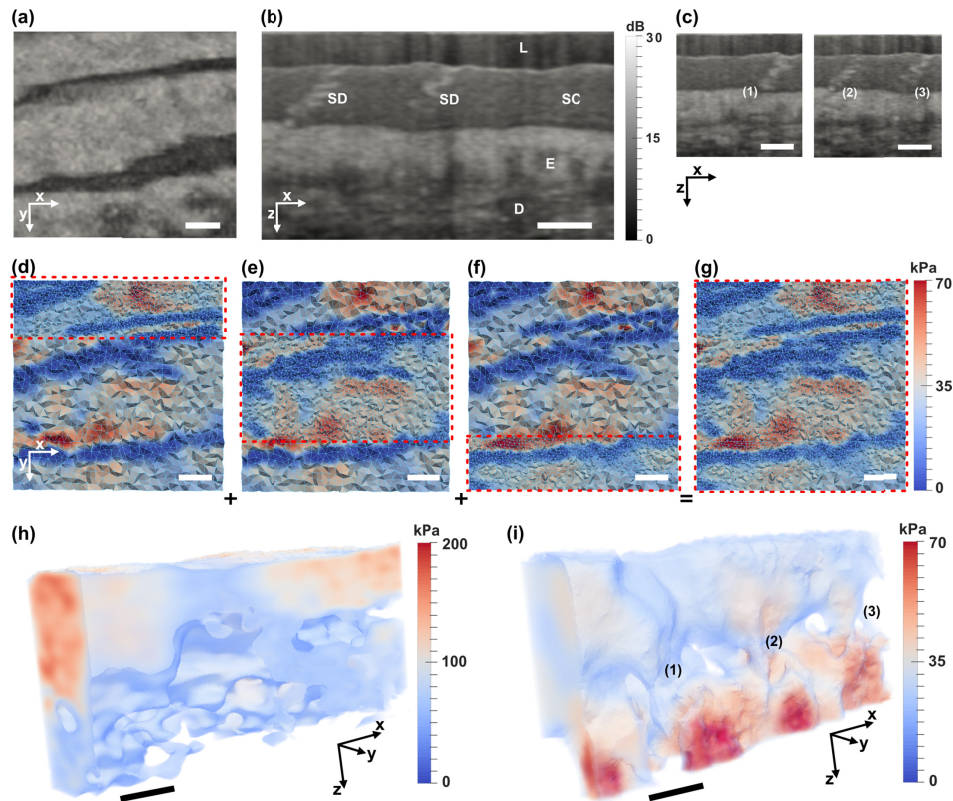 (a)
(b)
(c)
dB
30
15
0
L
SD
SD
SC
E
D
x
y
x
z
(1)
(2)
(3)
x
z
(d)
(e)
(f)
(g)
kPa
70
35
0
x
y
+
+
=
(h)
kPa
200
100
0
x
y
z
(i)
kPa
70
35
0
(1)
(2)
(3)
x
y
z